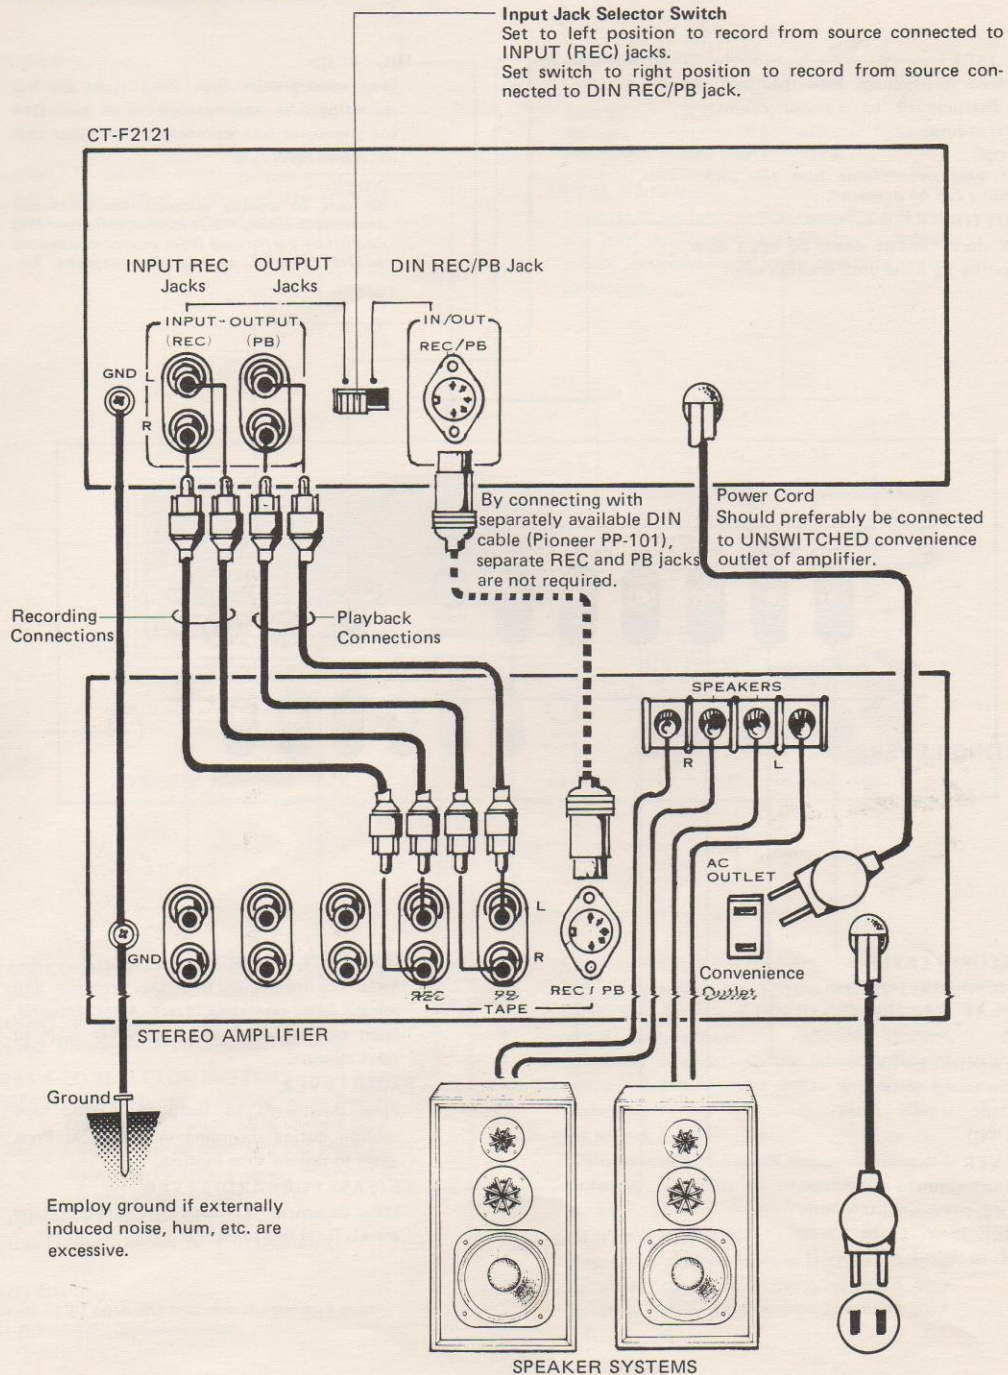 Input Jack Selector Switch
Set to left position to record from source connected to
INPUT (REC) jacks.
Set switch to right position to record from source con-
nected to DIN REC/PB jack.
CT-F2121
INPUT REC
Jacks
OUTPUT
Jacks
DIN REC/PB Jack
INPUT-OUTPUT
(REC)
(PB)
IN/OUT
REC/PB
GND
L
R
By connecting with
separately available DIN
cable (Pioneer PP-101),
separate REC and PB jacks
are not required.
Power Cord
Should preferably be connected
to UNSWITCHED convenience
outlet of amplifier.
Recording
Connections
Playback
Connections
SPEAKERS
R
L
AC
OUTLET
Convenience
Outlet
GND
L
R
REC
PB
REC / PB
TAPE
STEREO AMPLIFIER
Ground
Employ ground if externally
induced noise, hum, etc. are
excessive.
SPEAKER SYSTEMS